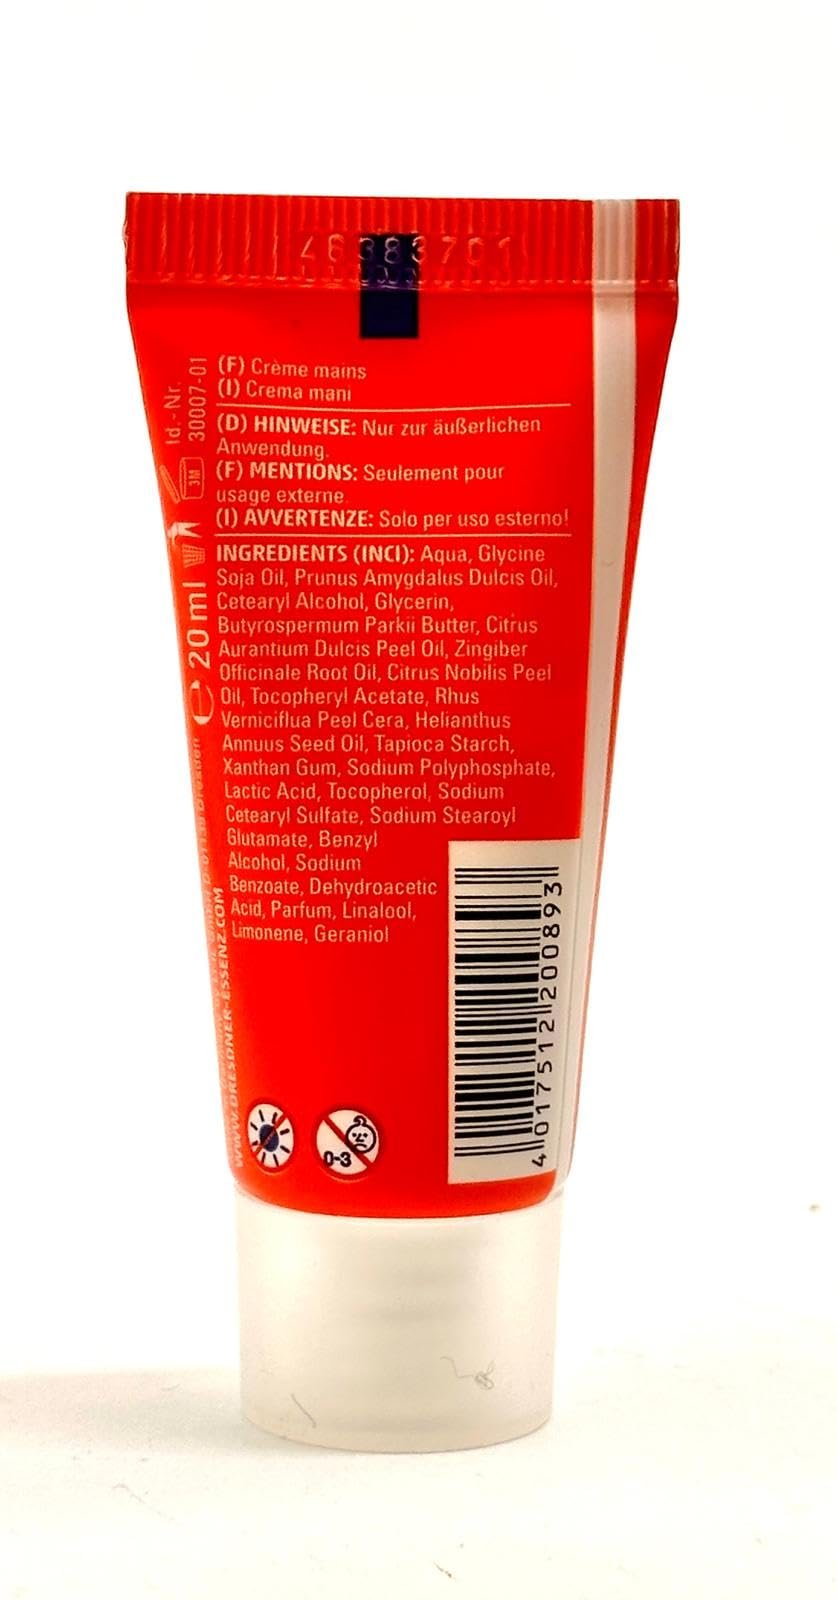 46383701
(F) Crème mains
(I) Crema mani
(D) HINWEISE: Nur zur äußerlichen
Anwendung.
(F) MENTIONS: Seulement pour
usage externe.
(I) AVVERTENZE: Solo per uso esterno!
INGREDIENTS (INCI): Aqua, Glycine
Soja Oil, Prunus Amygdalus Dulcis Oil,
Cetearyl Alcohol, Glycerin,
Butyrospermum Parkii Butter, Citrus
Aurantium Dulcis Peel Oil, Zingiber
Officinale Root Oil, Citrus Nobilis Peel
Oil, Tocopheryl Acetate, Rhus
Verniciflua Peel Cera, Helianthus
Annuus Seed Oil, Tapioca Starch,
Xanthan Gum, Sodium Polyphosphate,
Lactic Acid, Tocopherol, Sodium
Cetearyl Sulfate, Sodium Stearoyl
Glutamate, Benzyl
Alcohol, Sodium
Benzoate, Dehydroacetic
Acid, Parfum, Linalool,
Limonene, Geraniol
Id.-Nr.
30007-01
3M
e 20 ml
Dresden
WWW.DRESDNER-ESSENZ.COM
0-3
4 017512 200893